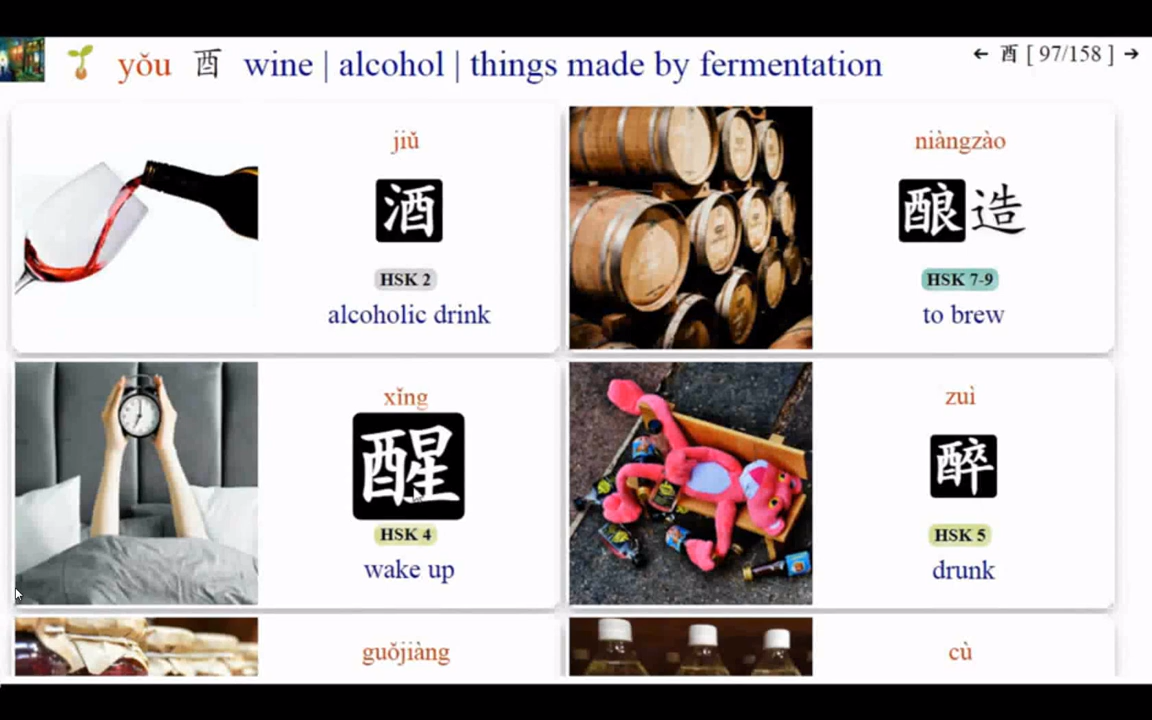 yǒu 酉 wine | alcohol | things made by fermentation
← 酉 [ 97/158 ] →
jiǔ
酒
HSK 2
alcoholic drink
niàngzào
酿造
HSK 7-9
to brew
xǐng
醒
HSK 4
wake up
zuì
醉
HSK 5
drunk
guǒjiàng
cù